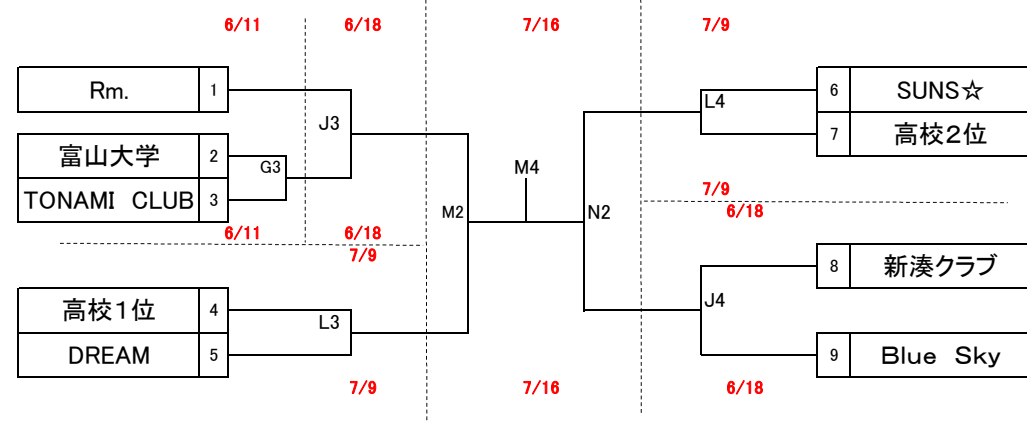 6/11 6/18 7/16 7/9
Rm. 1
6 SUNS☆
L4
J3
7 高校2位
富山大学 2
G3
M4
TONAMI CLUB 3
7/9
M2 N2
6/18
6/11 6/18
7/9
8 新湊クラブ
高校1位 4
J4
L3
DREAM 5
9 Blue Sky
7/9 7/16 6/18